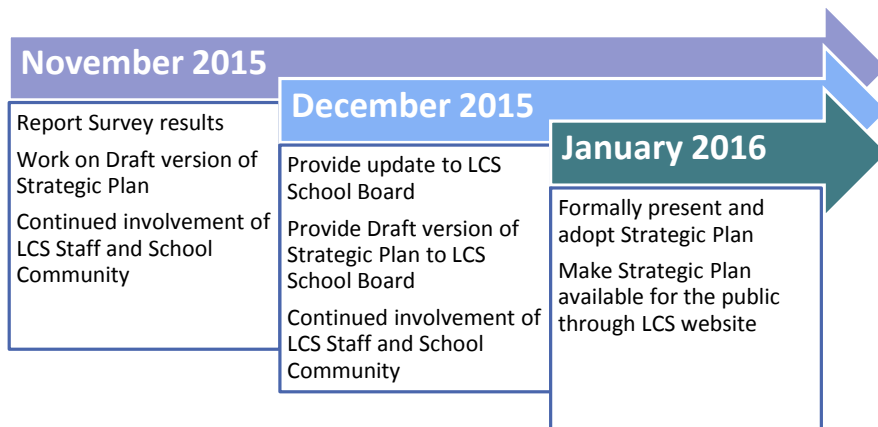 November 2015
Report Survey results
Work on Draft version of
Strategic Plan
Continued involvement of
LCS Staff and School
Community
December 2015
Provide update to LCS
School Board
Provide Draft version of
Strategic Plan to LCS
School Board
Continued involvement of
LCS Staff and School
Community
January 2016
Formally present and
adopt Strategic Plan
Make Strategic Plan
available for the public
through LCS website